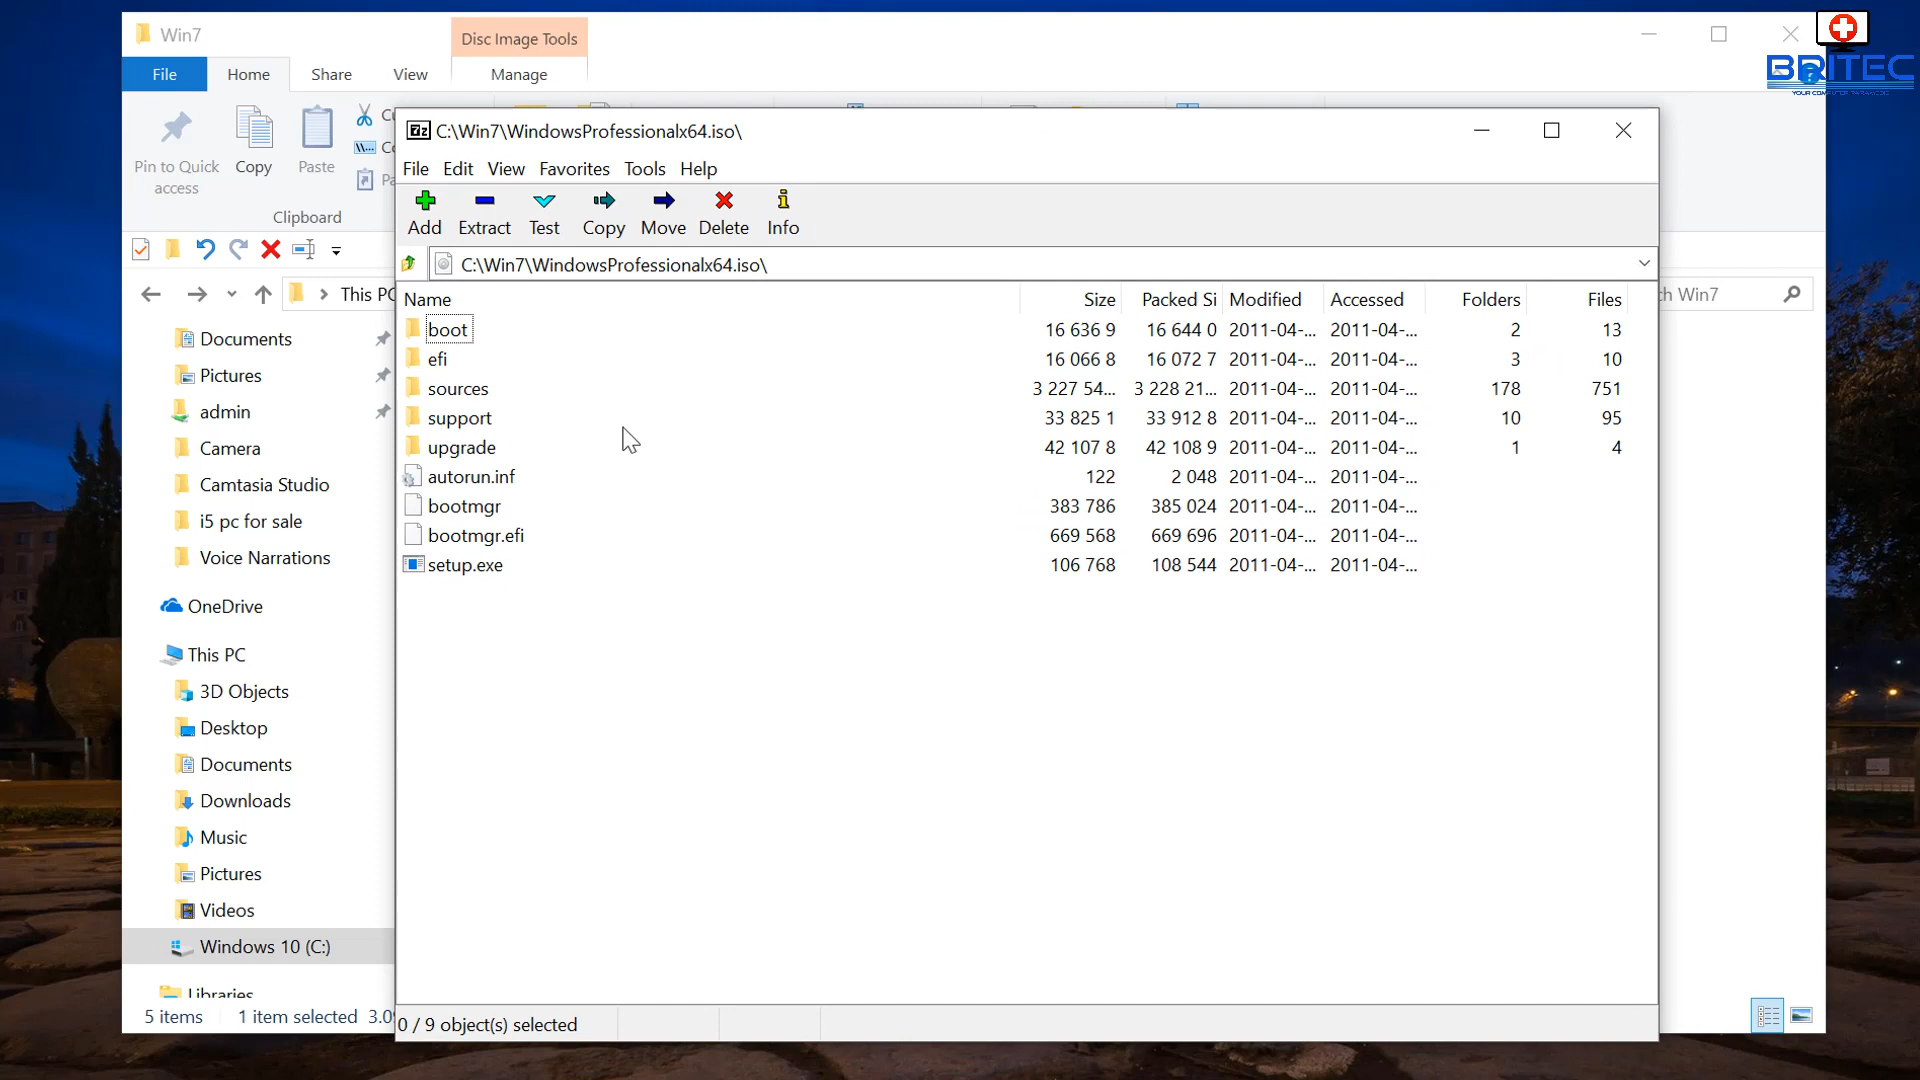 Win7
Disc Image Tools
File
Home
Share
View
Manage
Pin to Quick access
Copy
Paste
Clipboard
BRITEC
C:\Win7\WindowsProfessionalx64.iso\
File Edit View Favorites Tools Help
Add Extract Test Copy Move Delete Info
C:\Win7\WindowsProfessionalx64.iso\
This PC
ch Win7
Name Size Packed Si Modified Accessed Folders Files
boot 16 636 9 16 644 0 2011-04-... 2011-04-... 2 13
efi 16 066 8 16 072 7 2011-04-... 2011-04-... 3 10
sources 3 227 54... 3 228 21... 2011-04-... 2011-04-... 178 751
support 33 825 1 33 912 8 2011-04-... 2011-04-... 10 95
upgrade 42 107 8 42 108 9 2011-04-... 2011-04-... 1 4
autorun.inf 122 2 048 2011-04-... 2011-04-...
bootmgr 383 786 385 024 2011-04-... 2011-04-...
bootmgr.efi 669 568 669 696 2011-04-... 2011-04-...
setup.exe 106 768 108 544 2011-04-... 2011-04-...
Documents
Pictures
admin
Camera
Camtasia Studio
i5 pc for sale
Voice Narrations
OneDrive
This PC
3D Objects
Desktop
Documents
Downloads
Music
Pictures
Videos
Windows 10 (C:)
Libraries
5 items 1 item selected 3.0
0 / 9 object(s) selected